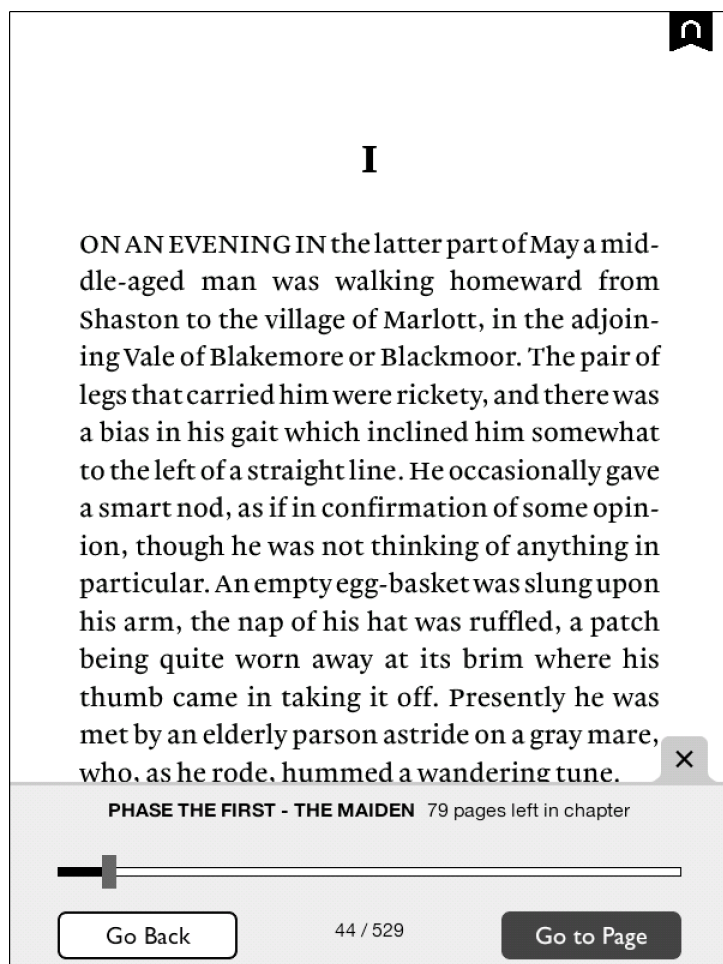 I
ON AN EVENING IN the latter part of May a mid-
dle-aged man was walking homeward from
Shaston to the village of Marlott, in the adjoin-
ing Vale of Blakemore or Blackmoor. The pair of
legs that carried him were rickety, and there was
a bias in his gait which inclined him somewhat
to the left of a straight line. He occasionally gave
a smart nod, as if in confirmation of some opin-
ion, though he was not thinking of anything in
particular. An empty egg-basket was slung upon
his arm, the nap of his hat was ruffled, a patch
being quite worn away at its brim where his
thumb came in taking it off. Presently he was
met by an elderly parson astride on a gray mare,
who, as he rode, hummed a wandering tune.
PHASE THE FIRST - THE MAIDEN 79 pages left in chapter
Go Back 44 / 529 Go to Page